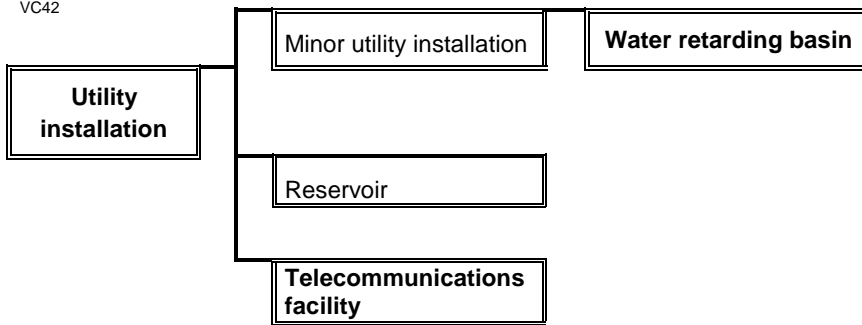 VC42
Minor utility installation
Water retarding basin
Utility
installation
Reservoir
Telecommunications
facility